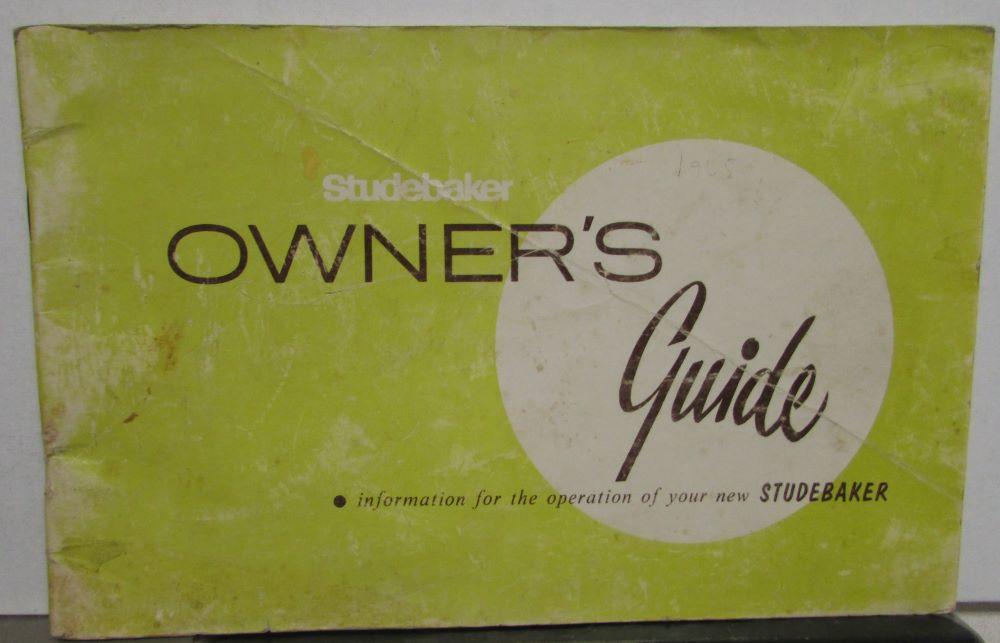 1965
Studebaker
OWNER'S
Guide
● information for the operation of your new STUDEBAKER